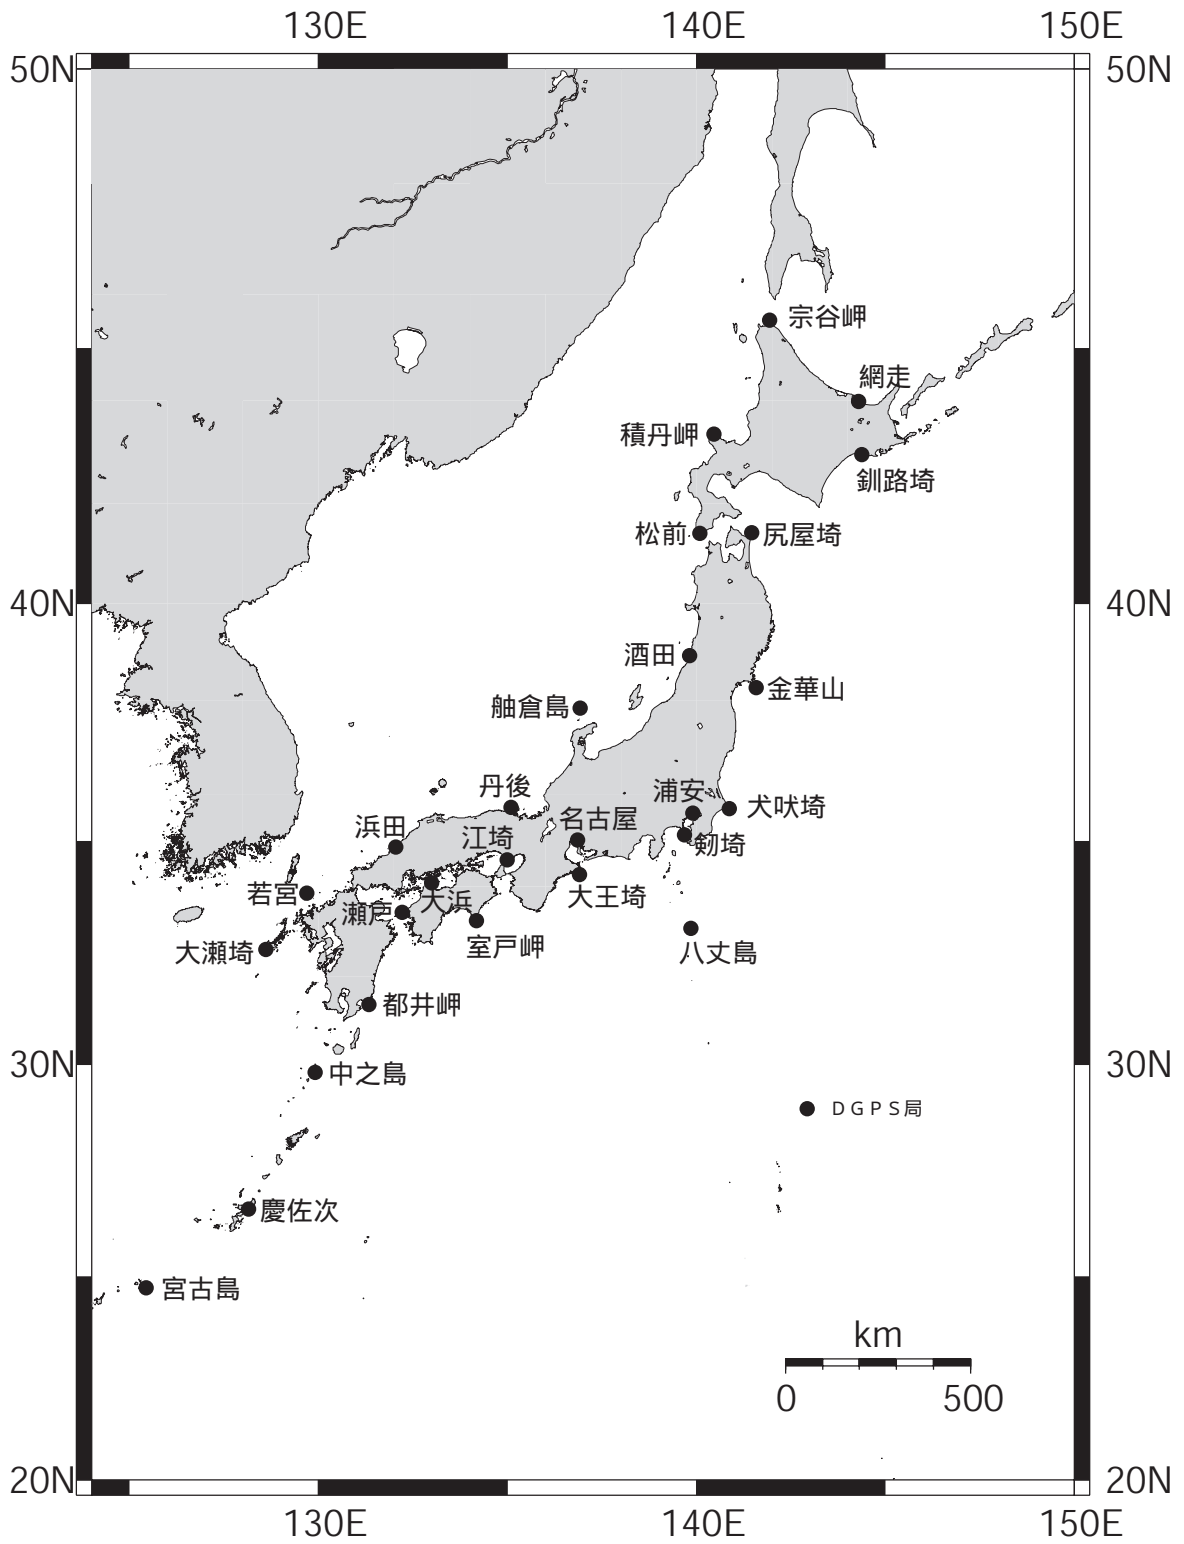 130E
140E
150E
50N
50N
宗谷岬
網走
積丹岬
釧路埼
松前
尻屋埼
40N
40N
酒田
金華山
舳倉島
丹後
浦安
犬吠埼
浜田
名古屋
江埼
剱埼
若宮
大浜
大王埼
瀬戸
室戸岬
大瀬埼
八丈島
都井岬
30N
30N
中之島
DGPS局
慶佐次
宮古島
km
0
500
20N
20N
130E
140E
150E